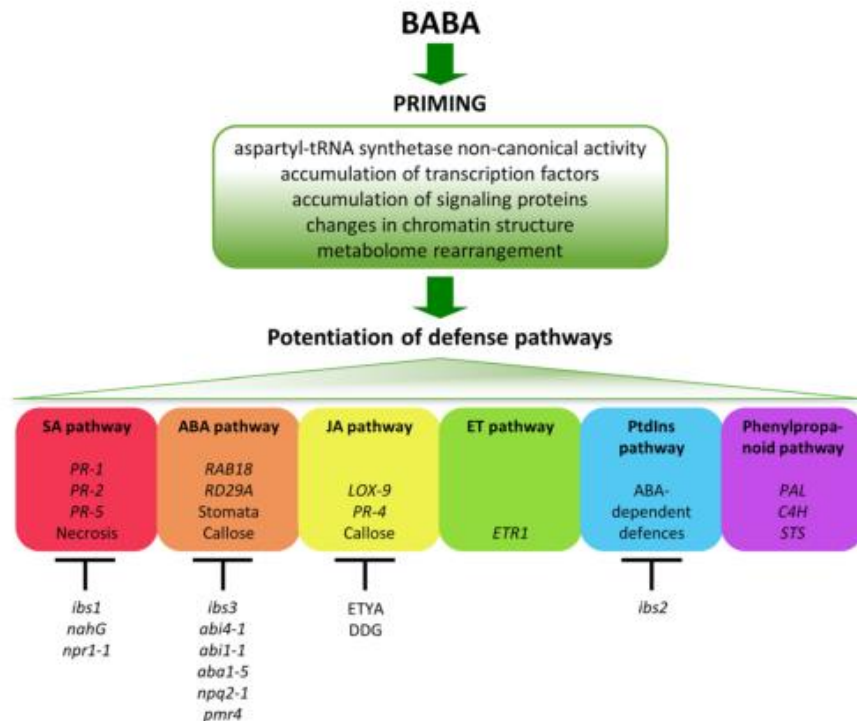 BABA
PRIMING
aspartyl-tRNA synthetase non-canonical activity
accumulation of transcription factors
accumulation of signaling proteins
changes in chromatin structure
metabolome rearrangement
Potentiation of defense pathways
SA pathway
PR-1
PR-2
PR-5
Necrosis
ibs1
nahG
npr1-1
ABA pathway
RAB18
RD29A
Stomata
Callose
ibs3
abi4-1
abi1-1
aba1-5
npq2-1
pmr4
JA pathway
LOX-9
PR-4
Callose
ETYA
DDG
ET pathway
ETR1
PtdIns
pathway
ABA-
dependent
defences
ibs2
Phenylpropa-
noid pathway
PAL
C4H
STS